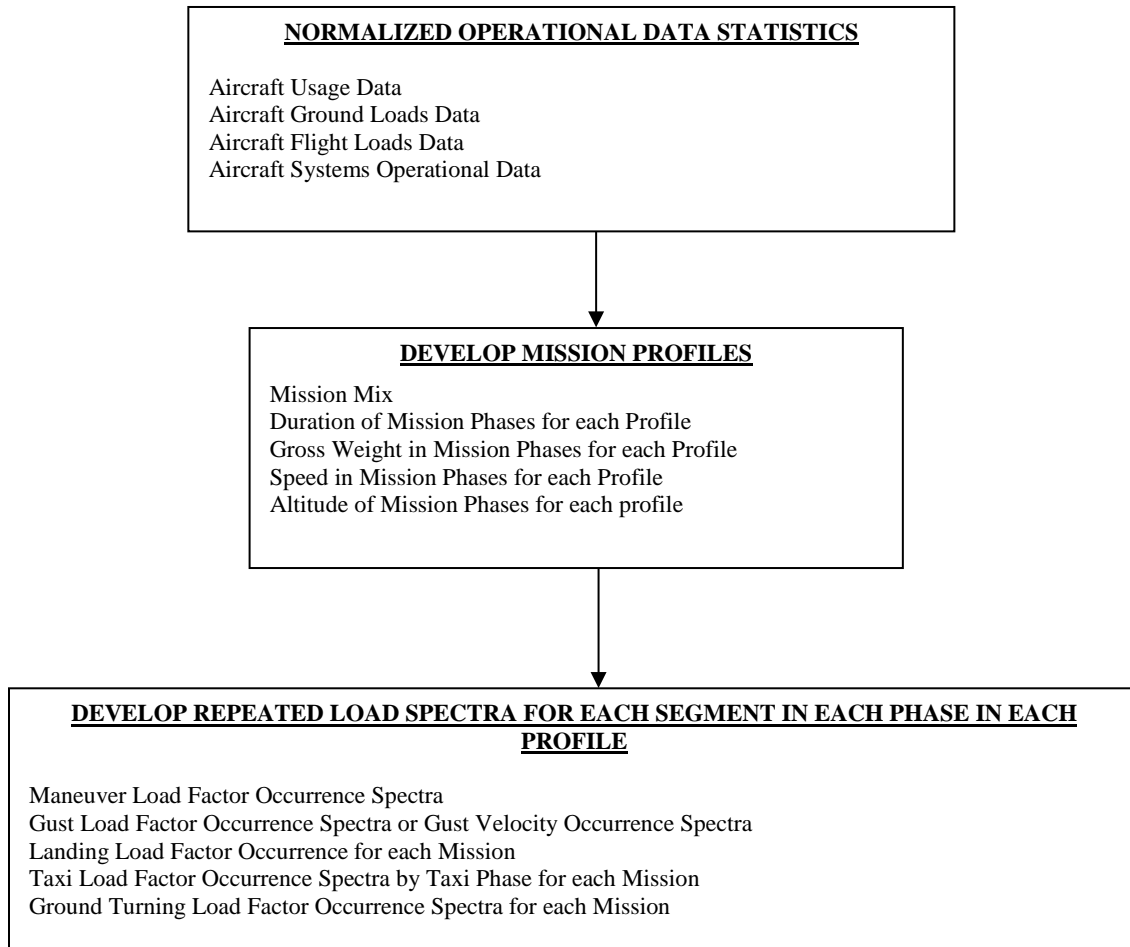 NORMALIZED OPERATIONAL DATA STATISTICS
Aircraft Usage Data
Aircraft Ground Loads Data
Aircraft Flight Loads Data
Aircraft Systems Operational Data
DEVELOP MISSION PROFILES
Mission Mix
Duration of Mission Phases for each Profile
Gross Weight in Mission Phases for each Profile
Speed in Mission Phases for each Profile
Altitude of Mission Phases for each profile
DEVELOP REPEATED LOAD SPECTRA FOR EACH SEGMENT IN EACH PHASE IN EACH
PROFILE
Maneuver Load Factor Occurrence Spectra
Gust Load Factor Occurrence Spectra or Gust Velocity Occurrence Spectra
Landing Load Factor Occurrence for each Mission
Taxi Load Factor Occurrence Spectra by Taxi Phase for each Mission
Ground Turning Load Factor Occurrence Spectra for each Mission